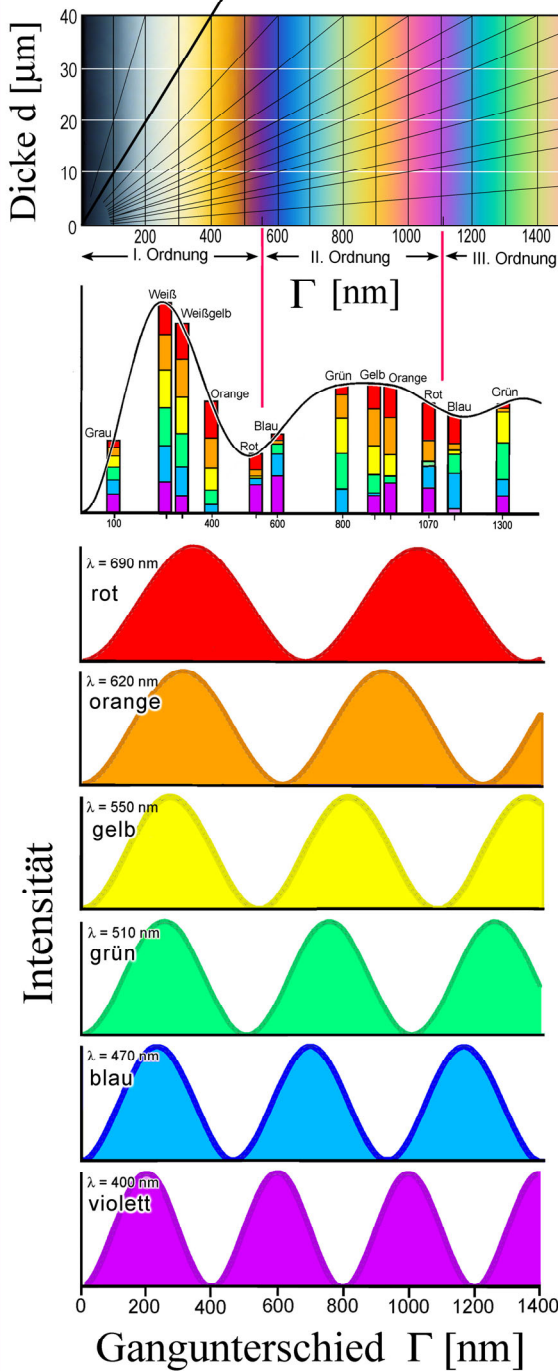 Dicke d [µm]
40
30
20
10
0
200 400 600 800 1000 1200 1400
I. Ordnung II. Ordnung III. Ordnung
Γ [nm]
Weiß
Weißgelb
Grau
Orange
Rot
Blau
Grün
Gelb
Orange
Rot
Blau
Grün
100 400 600 800 1070 1300
Intensität
λ = 690 nm
rot
λ = 620 nm
orange
λ = 550 nm
gelb
λ = 510 nm
grün
λ = 470 nm
blau
λ = 400 nm
violett
0 200 400 600 800 1000 1200 1400
Gangunterschied Γ [nm]